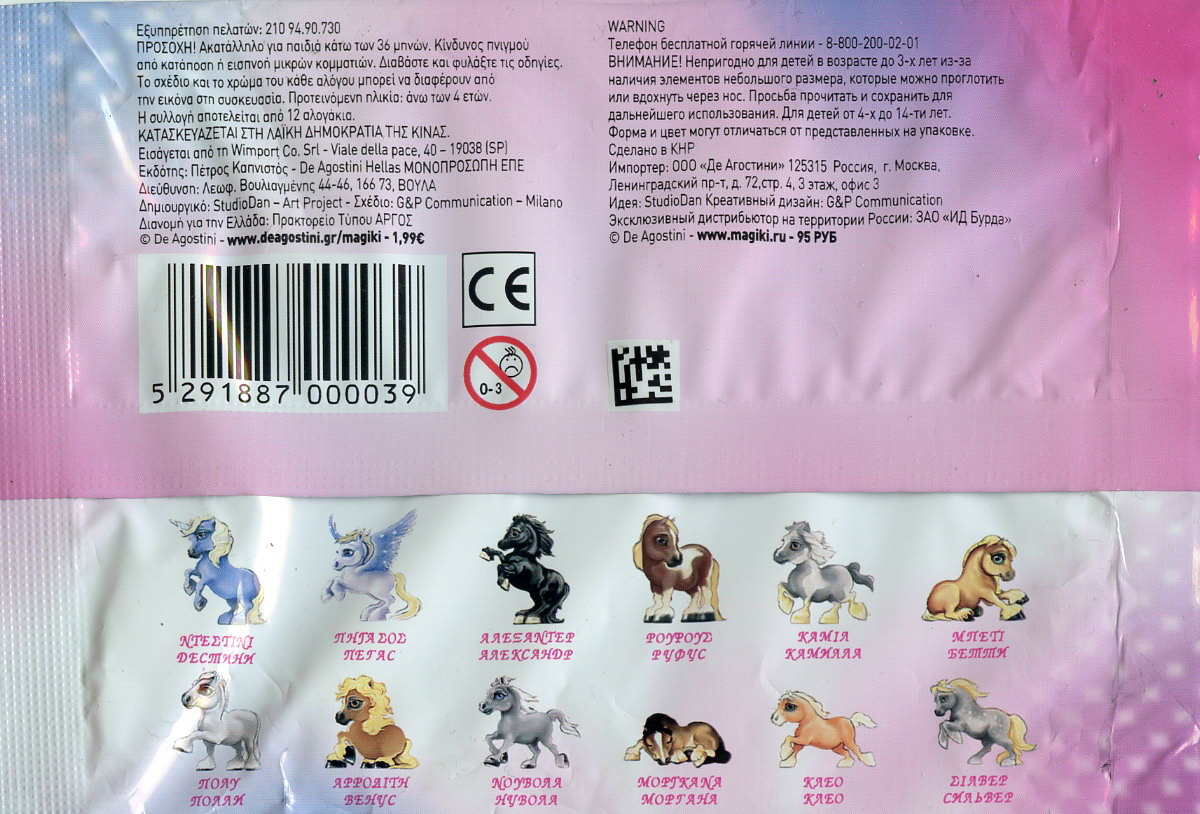 Εξυπηρέτηση πελατών: 210 94.90.730
ΠΡΟΣΟΧΗ! Ακατάλληλο για παιδιά κάτω των 36 μηνών. Κίνδυνος πνιγμού
από κατάποση ή εισπνοή μικρών κομματιών. Διαβάστε και φυλάξτε τις οδηγίες.
Το σχέδιο και το χρώμα του κάθε αλόγου μπορεί να διαφέρουν από
την εικόνα στη συσκευασία. Προτεινόμενη ηλικία: άνω των 4 ετών.
Η συλλογή αποτελείται από 12 αλογάκια.
ΚΑΤΑΣΚΕΥΑΖΕΤΑΙ ΣΤΗ ΛΑΪΚΗ ΔΗΜΟΚΡΑΤΙΑ ΤΗΣ ΚΙΝΑΣ.
Εισάγεται από τη Wimport Co. Srl - Viale della pace, 40 – 19038 (SP)
Εκδότης: Πέτρος Καπνιστός - De Agostini Hellas ΜΟΝΟΠΡΟΣΩΠΗ ΕΠΕ
Διεύθυνση: Λεωφ. Βουλιαγμένης 44-46, 166 73, ΒΟΥΛΑ
Δημιουργικό: StudioDan – Art Project - Σχέδιο: G&P Communication – Milano
Διανομή για την Ελλάδα: Πρακτορείο Τύπου ΑΡΓΟΣ
© De Agostini - www.deagostini.gr/magiki - 1,99€
5 291887 000039
CE
0-3
WARNING
Телефон бесплатной горячей линии - 8-800-200-02-01
ВНИМАНИЕ! Непригодно для детей в возрасте до 3-х лет из-за
наличия элементов небольшого размера, которые можно проглотить
или вдохнуть через нос. Просьба прочитать и сохранить для
дальнейшего использования. Для детей от 4-х до 14-ти лет.
Форма и цвет могут отличаться от представленных на упаковке.
Сделано в КНР
Импортер: ООО «Де Агостини» 125315 Россия, г. Москва,
Ленинградский пр-т, д. 72,стр. 4, 3 этаж, офис 3
Идея: StudioDan Креативный дизайн: G&P Communication
Эксклюзивный дистрибьютор на территории России: ЗАО «ИД Бурда»
© De Agostini - www.magiki.ru - 95 РУБ
ΝΤΕΣΤΙΝΙ ΠΗΓΑΣΟΣ ΑΛΕΞΑΝΤΕΡ ΡΟΥΦΟΥΣ ΚΑΜΙΛ ΜΠΕΤΙ
ДЕСТИНИ ПЕГАС АЛЕКСАНДР РУФУС КАМИЛЛА БЕТТИ
ΠΟΛΥ ΑΦΡΟΔΙΤΗ ΝΟΥΒΟΛΑ ΜΟΡΓΚΑΝΑ ΚΛΕΟ ΣΙΛΒΕΡ
ПОЛЛИ ВЕНУС НУВОЛА МОРГАНА КЛЕО СИЛЬВЕР